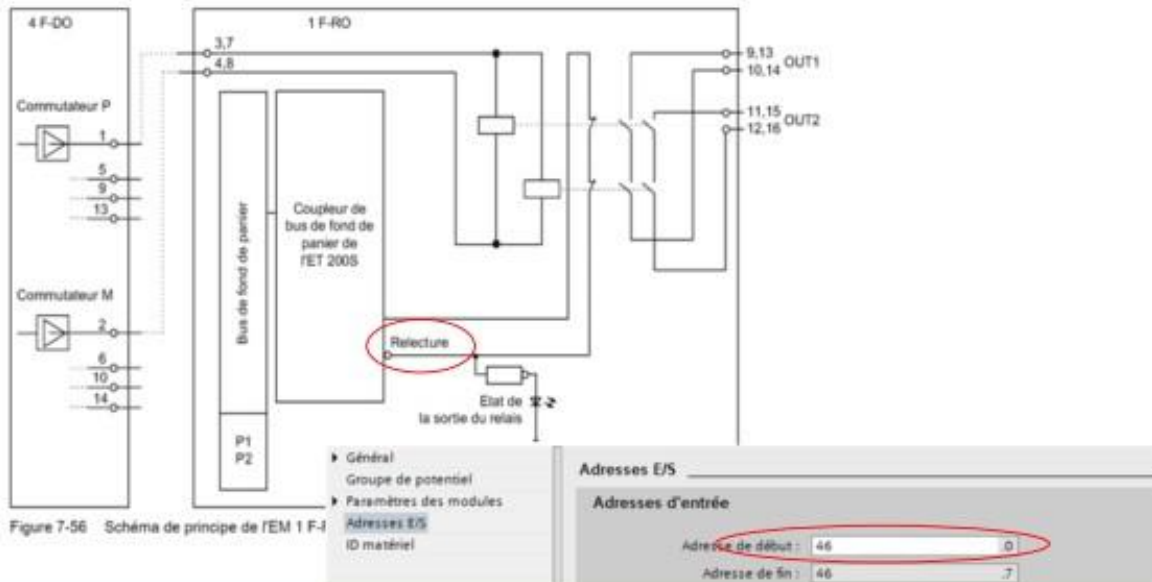 4 F-DO
1 F-RO
3,7
4,8
9,13
10,14
OUT1
11,15
12,16
OUT2
Commutateur P
1
5
9
13
Bus de fond de panier
Coupleur de
bus de fond de
panier de
l'ET 200S
Commutateur M
2
6
10
14
Relecture
Etat de
la sortie du relais
P1
P2
Figure 7-56 Schéma de principe de l'EM 1 F-
Général
Groupe de potentiel
Paramètres des modules
Adresses E/S
ID matériel
Adresses E/S
Adresses d'entrée
Adresse de début : 46 .0
Adresse de fin : 46 .7